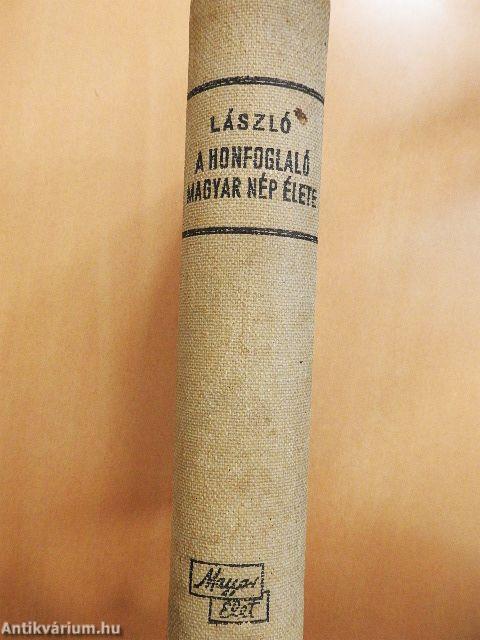 LÁSZLÓ
A HONFOGLALÓ
MAGYAR NÉP ÉLETE
Magyar
Élet
Antikvárium.hu